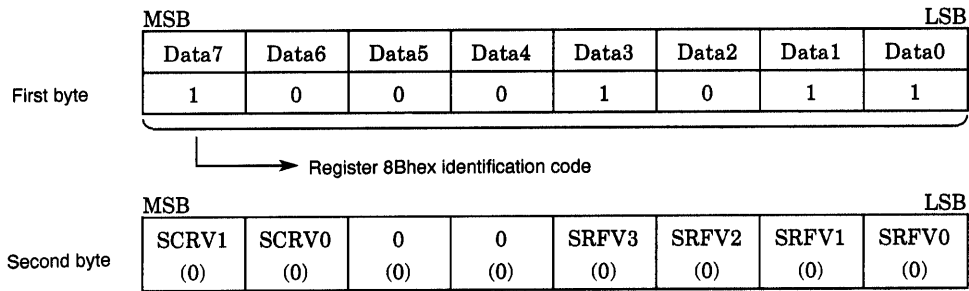 MSB LSB
Data7 Data6 Data5 Data4 Data3 Data2 Data1 Data0
First byte 1 0 0 0 1 0 1 1
Register 8Bhex identification code
MSB LSB
SCRV1 SCRV0 0 0 SRFV3 SRFV2 SRFV1 SRFV0
Second byte (0) (0) (0) (0) (0) (0) (0) (0)